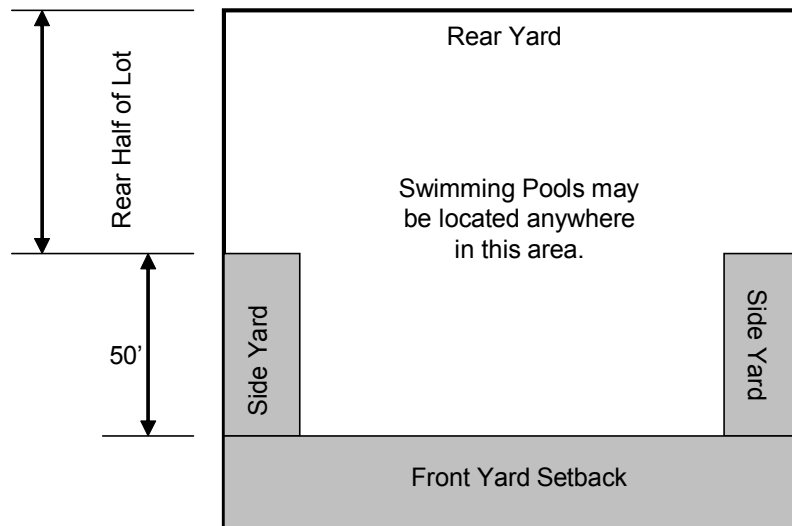 Rear Yard
Rear Half of Lot
Swimming Pools may
be located anywhere
in this area.
50’
Side Yard
Side Yard
Front Yard Setback